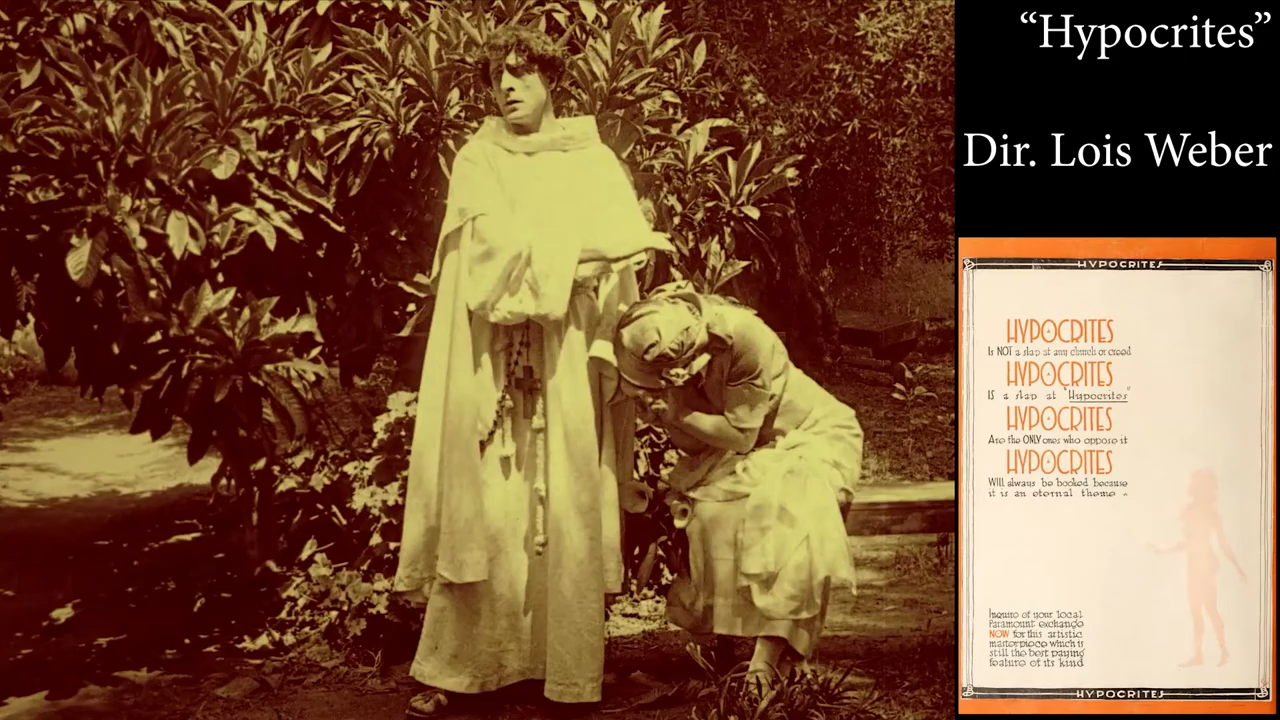 “Hypocrites”
Dir. Lois Weber
HYPOCRITES
HYPOCRITES
Is NOT a slap at any church or creed
HYPOCRITES
IS a slap at "Hypocrites"
HYPOCRITES
Are the ONLY ones who oppose it
HYPOCRITES
WILL always be booked because
it is an eternal theme
Inquire of your local
Paramount exchange
NOW for this artistic
masterpiece which is
still the best paying
feature of its kind
HYPOCRITES